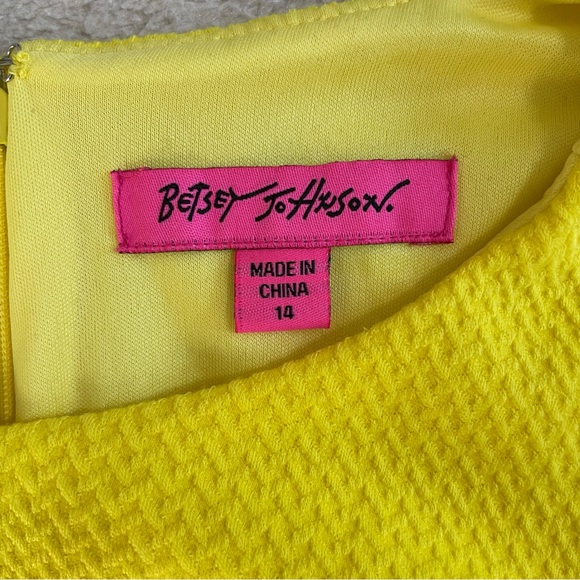 BETSEY JOHNSON.
MADE IN
CHINA
14